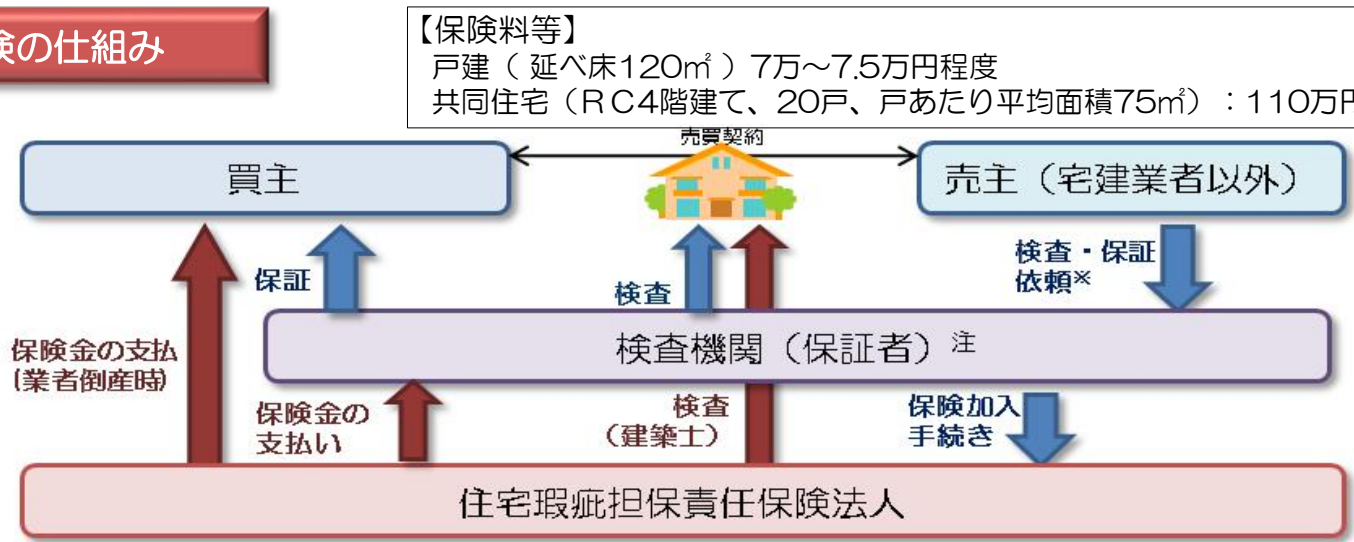 険の仕組み
【保険料等】
戸建（ 延べ床120㎡ ）7万～7.5万円程度
共同住宅（ＲＣ4階建て、20戸、戸あたり平均面積75㎡）：110万円
売買契約
買主
売主（宅建業者以外）
保証
検査
検査・保証
依頼※
検査機関（保証者）注
保険金の支払
(業者倒産時)
保険金の
支払い
検査
（建築士）
保険加入
手続き
住宅瑕疵担保責任保険法人